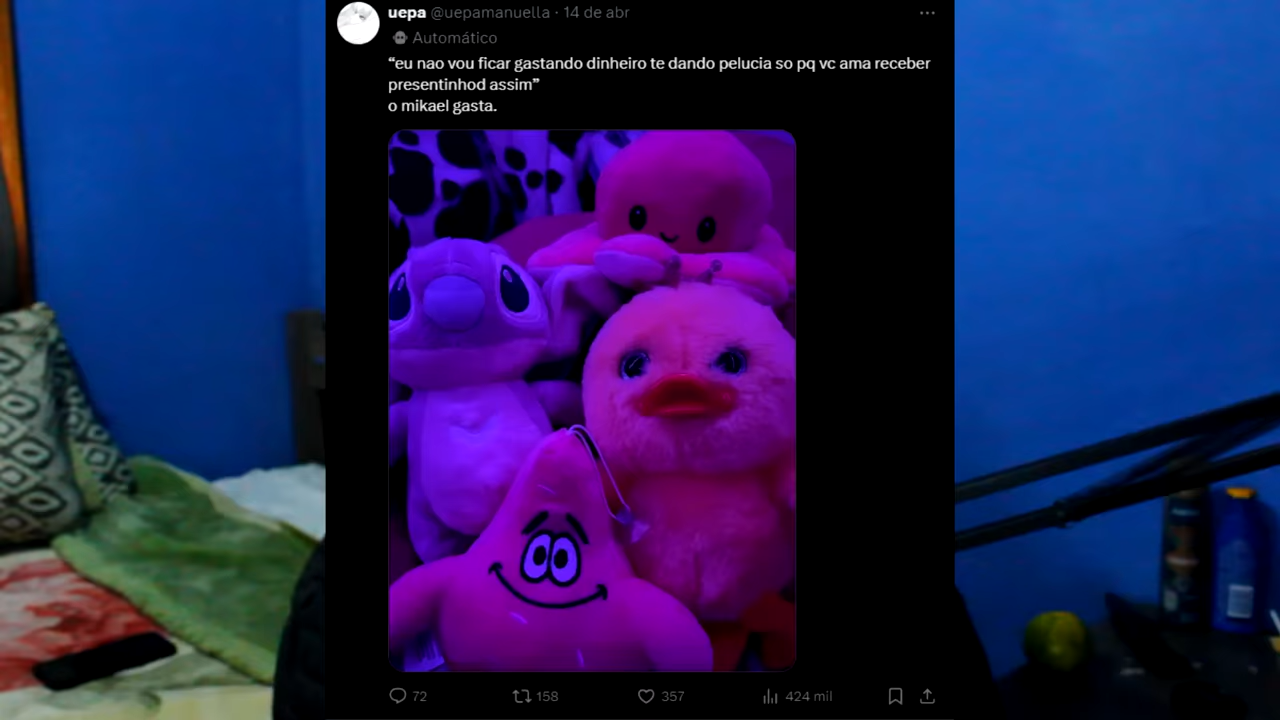 uepa @uepamanuella · 14 de abr
Automático
“eu nao vou ficar gastando dinheiro te dando pelucia so pq vc ama receber
presentinhod assim”
o mikael gasta.
72 158 357 424 mil